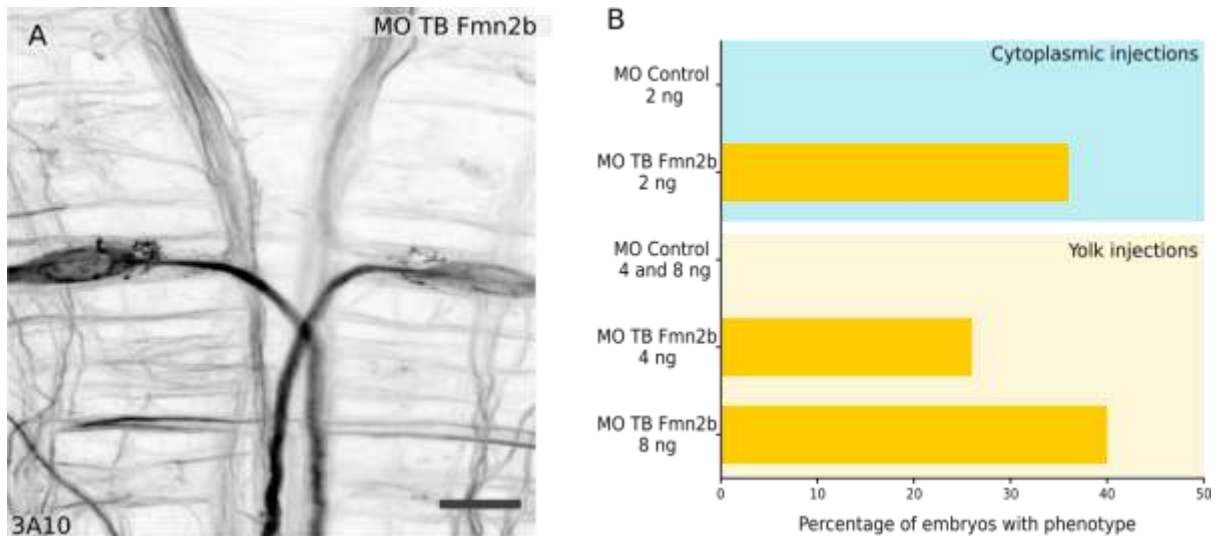 A
MO TB Fmn2b
3A10
B
Cytoplasmic injections
MO Control
2 ng
MO TB Fmn2b
2 ng
Yolk injections
MO Control
4 and 8 ng
MO TB Fmn2b
4 ng
MO TB Fmn2b
8 ng
0 10 20 30 40 50
Percentage of embryos with phenotype